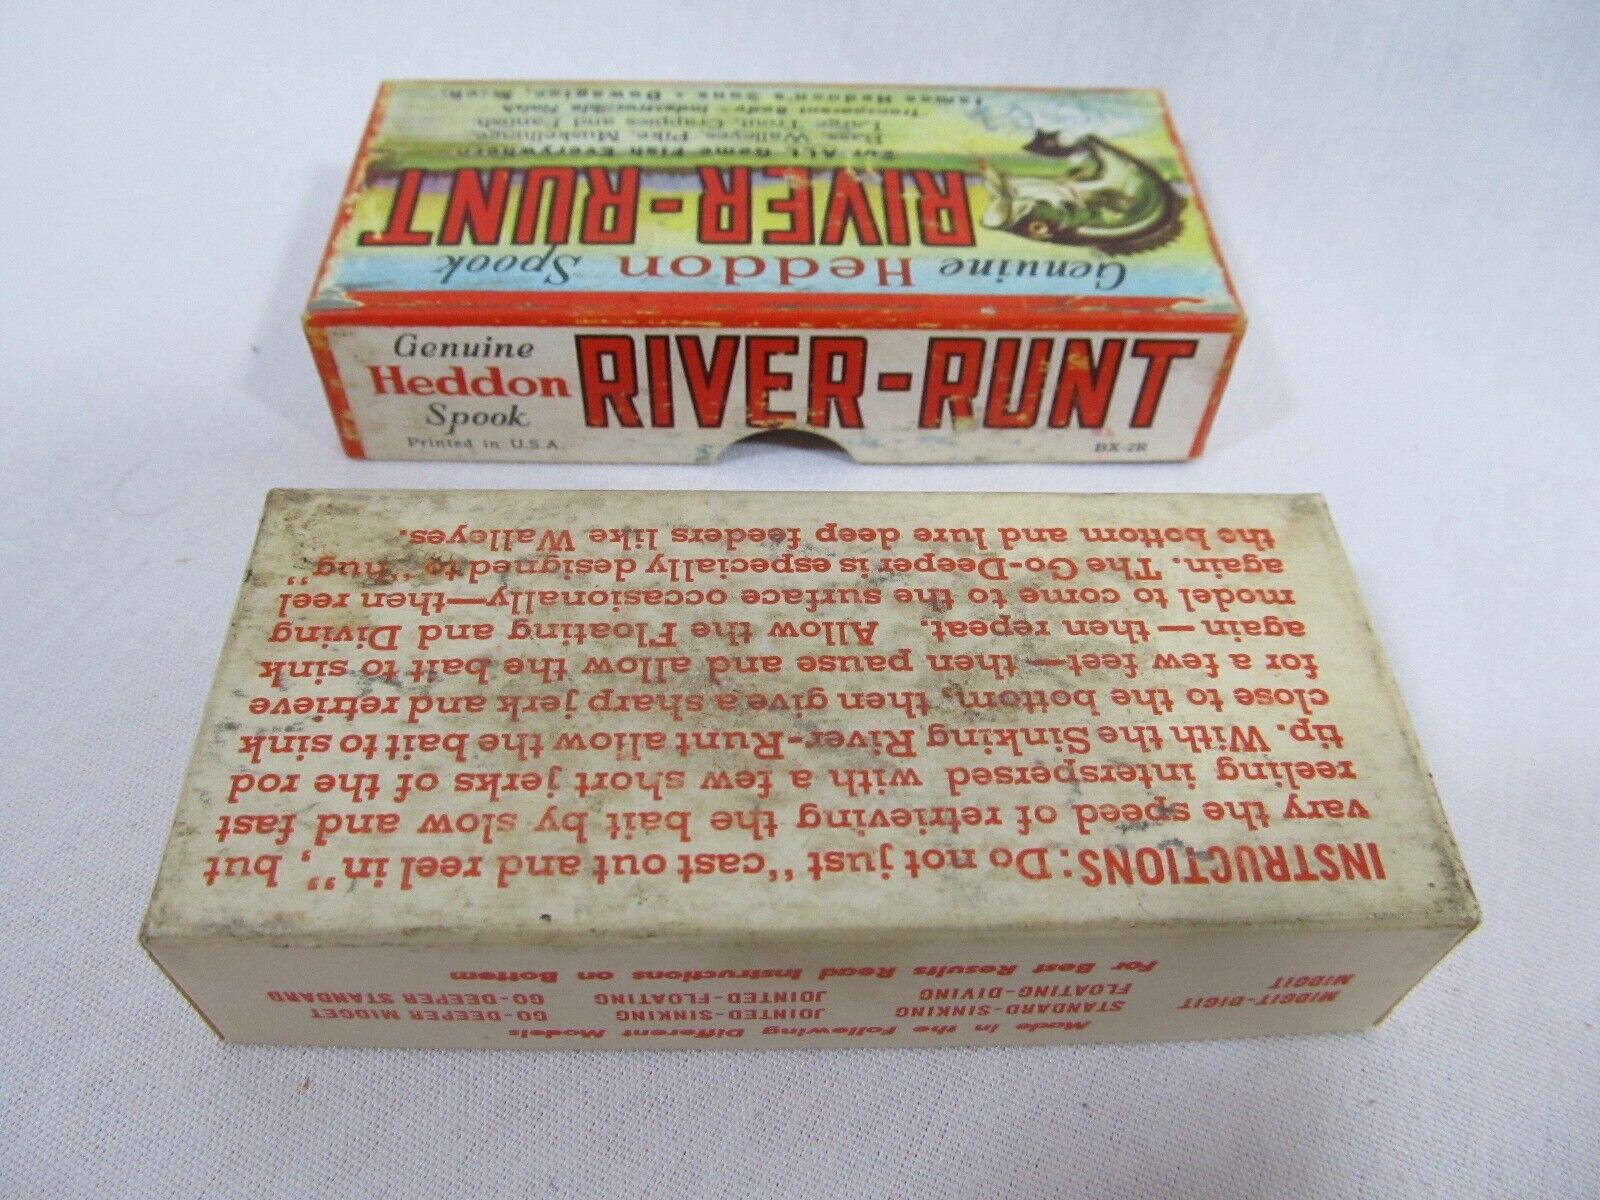 Genuine Heddon Spook
RIVER-RUNT
For ALL Game Fish Everywhere
Bass, Walleyes, Pike, Muskellunge,
Large Trout, Crappies and Panfish.
Transparent Body - Indestructible Finish
James Heddon's Sons - Dowagiac, Mich.
Genuine
Heddon
Spook
Printed in U.S.A.
RIVER-RUNT
BX-2R
INSTRUCTIONS: Do not just "cast out and reel in", but
vary the speed of retrieving the bait by slow and fast
reeling interspersed with a few short jerks of the rod
tip. With the Sinking River-Runt allow the bait to sink
close to the bottom, then give a sharp jerk and retrieve
for a few feet—then pause and allow the bait to sink
again—then repeat. Allow the Floating and Diving
model to come to the surface occasionally—then reel
again. The Go-Deeper is especially designed to "hug"
the bottom and lure deep feeders like Walleyes.
Made in the Following Different Models
MIDGIT-DIGIT STANDARD-SINKING JOINTED-SINKING GO-DEEPER MIDGET
MIDGIT FLOATING-DIVING JOINTED-FLOATING GO-DEEPER STANDARD
For Best Results Read Instructions on Bottom